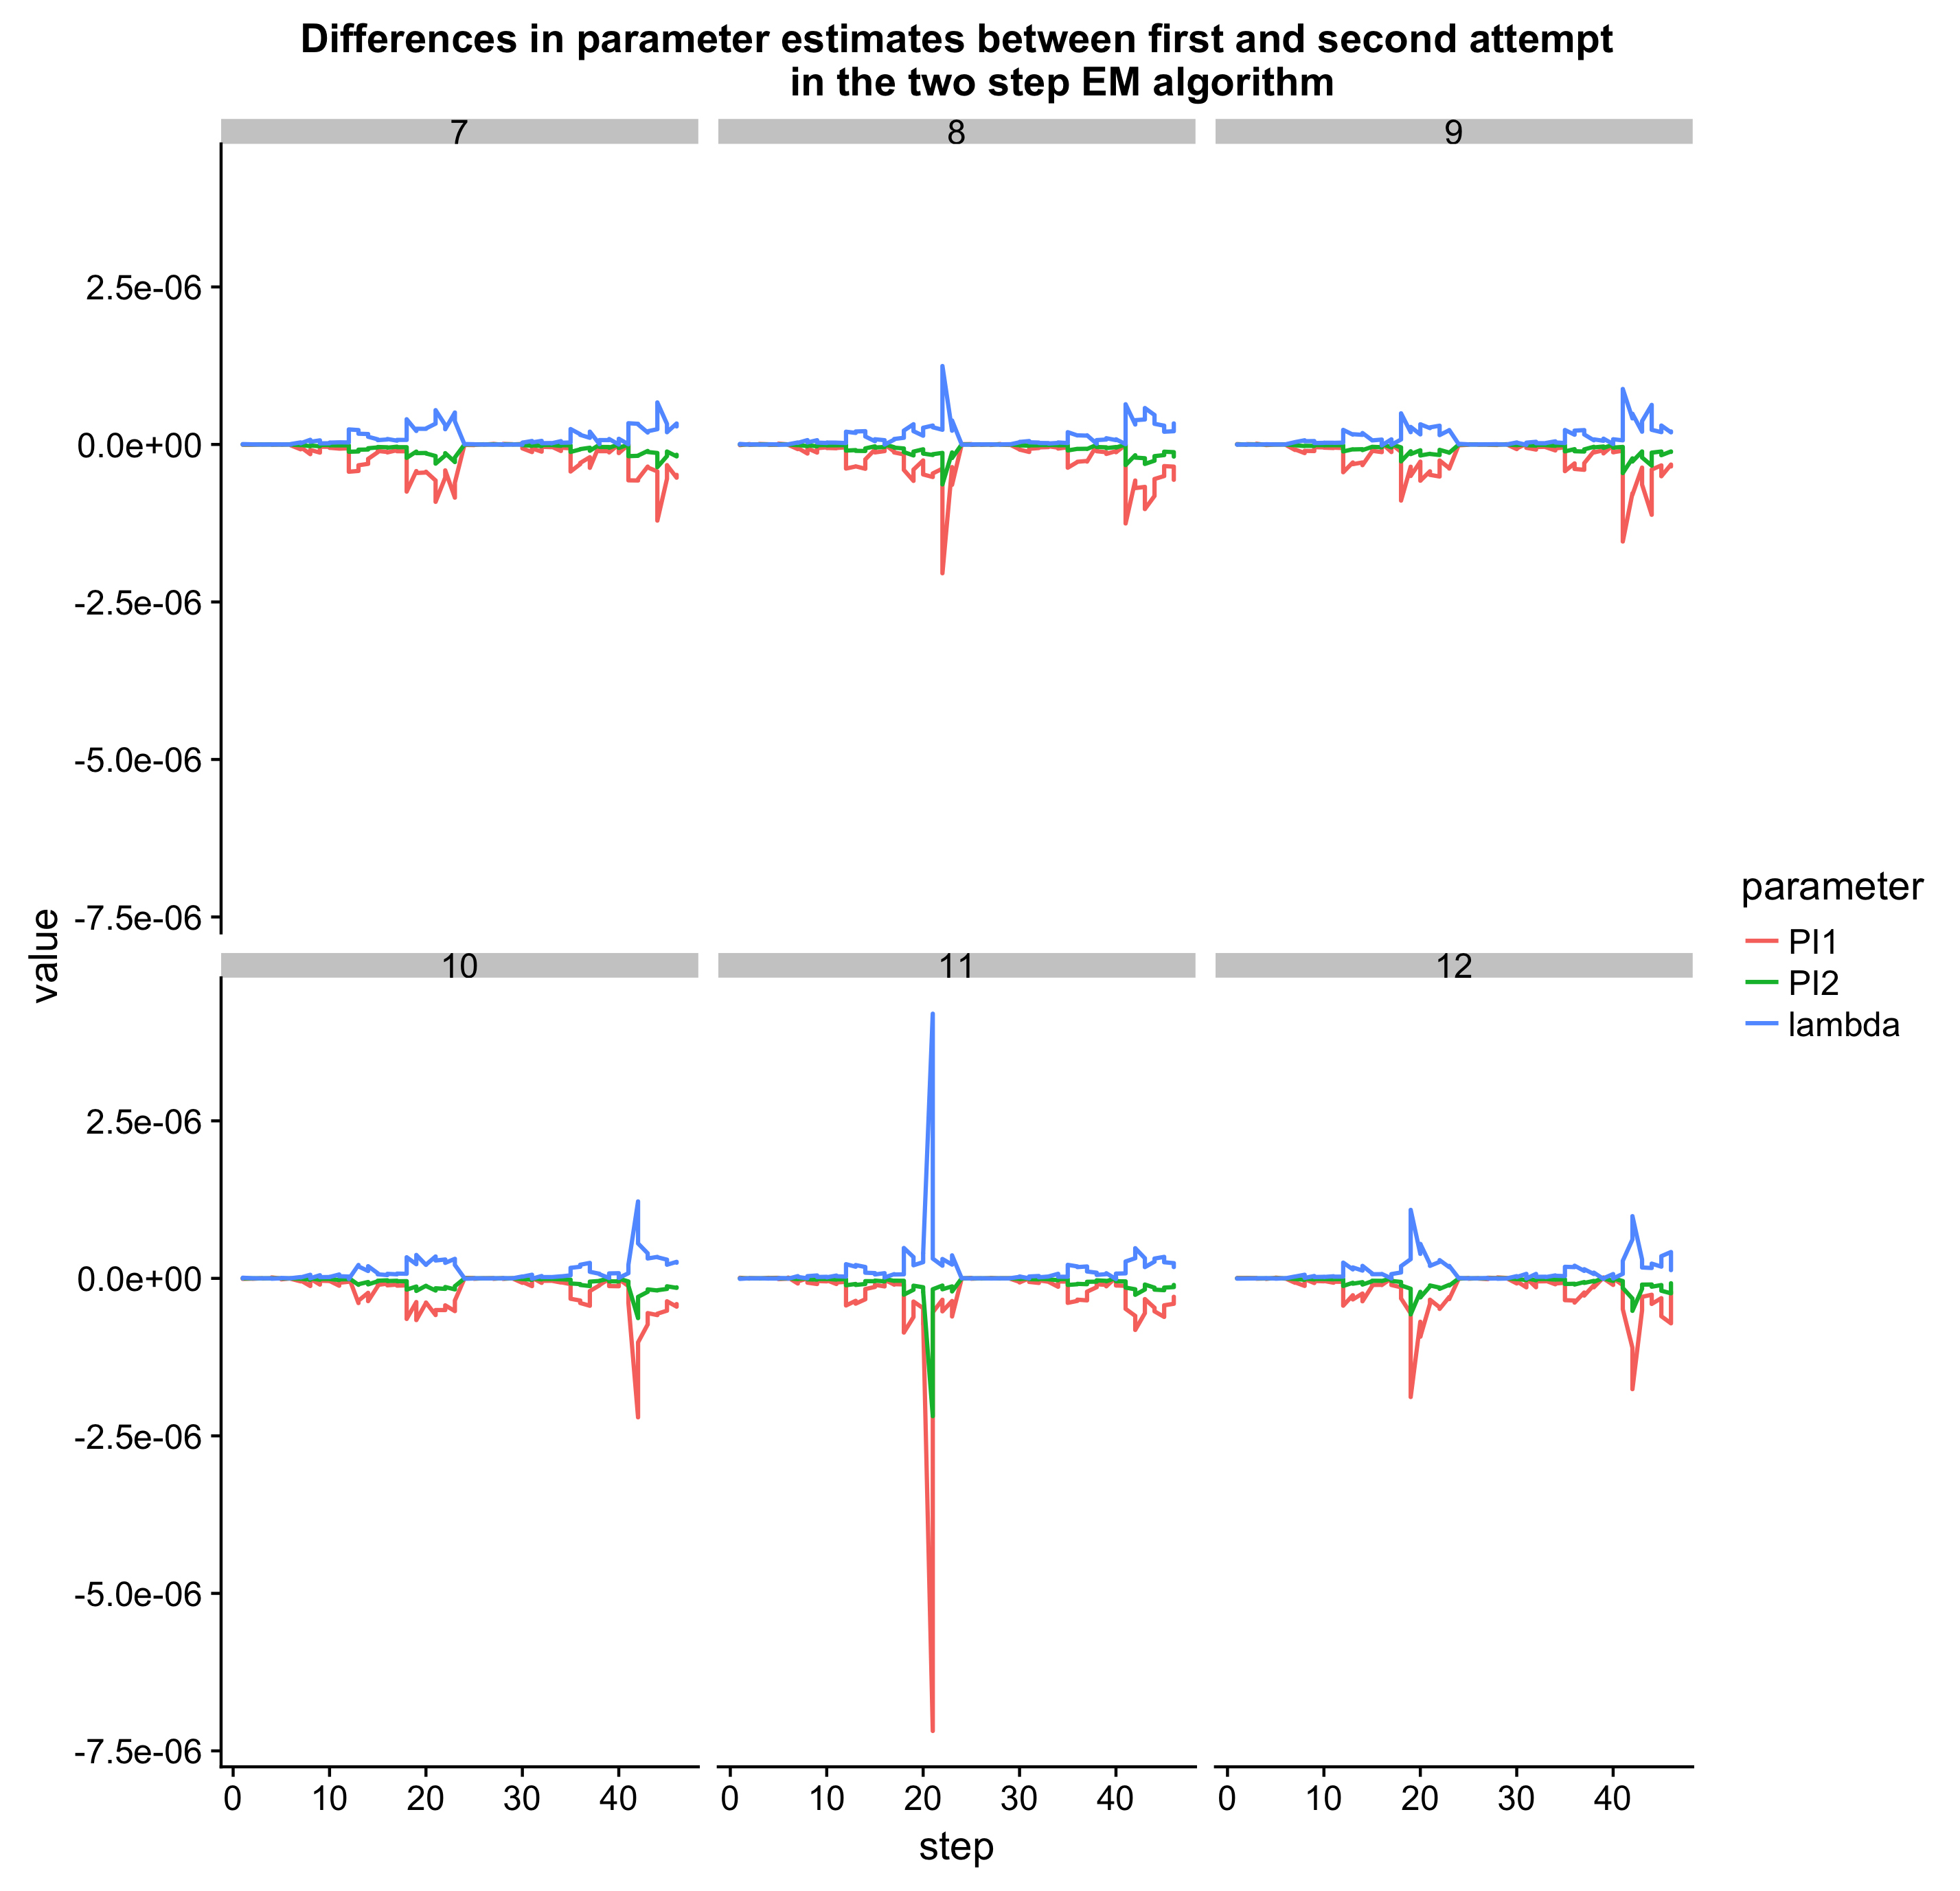 Differences in parameter estimates between first and second attempt
in the two step EM algorithm
7
8
9
2.5e-06
0.0e+00
-2.5e-06
-5.0e-06
-7.5e-06
10
11
12
2.5e-06
0.0e+00
-2.5e-06
-5.0e-06
-7.5e-06
0 10 20 30 40
0 10 20 30 40
0 10 20 30 40
step
value
parameter
PI1
PI2
lambda